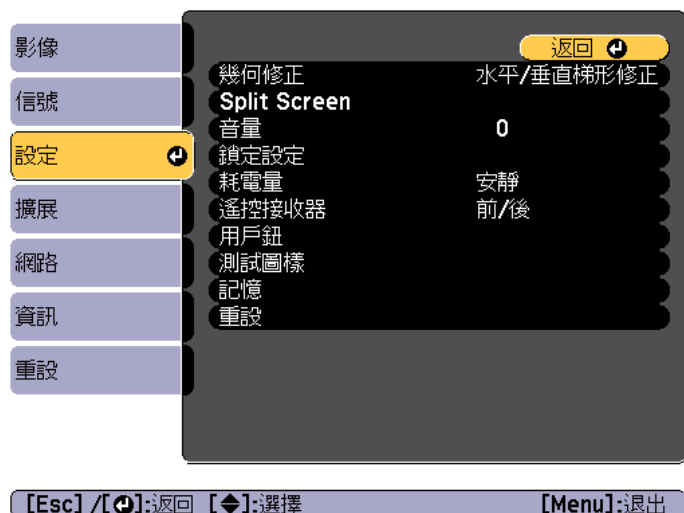 影像
信號
設定
擴展
網路
資訊
重設
返回
幾何修正 水平/垂直梯形修正
Split Screen
音量 0
鎖定設定
耗電量 安靜
遙控接收器 前/後
用戶鈕
測試圖樣
記憶
重設
[Esc] /[]:返回 []:選擇 [Menu]:退出